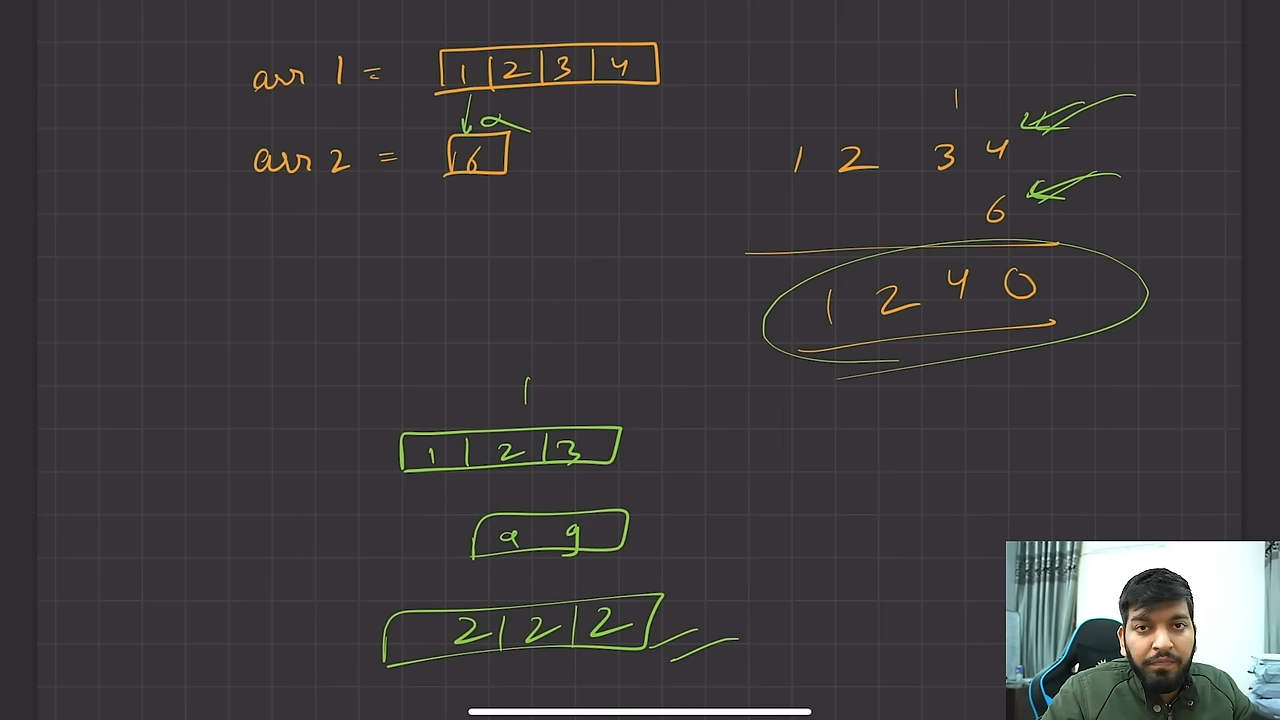 arr 1 = 1 2 3 4
arr 2 = 6
1
1 2 3 4
6
1 2 4 0
1
1 2 3
9 9
2 2 2